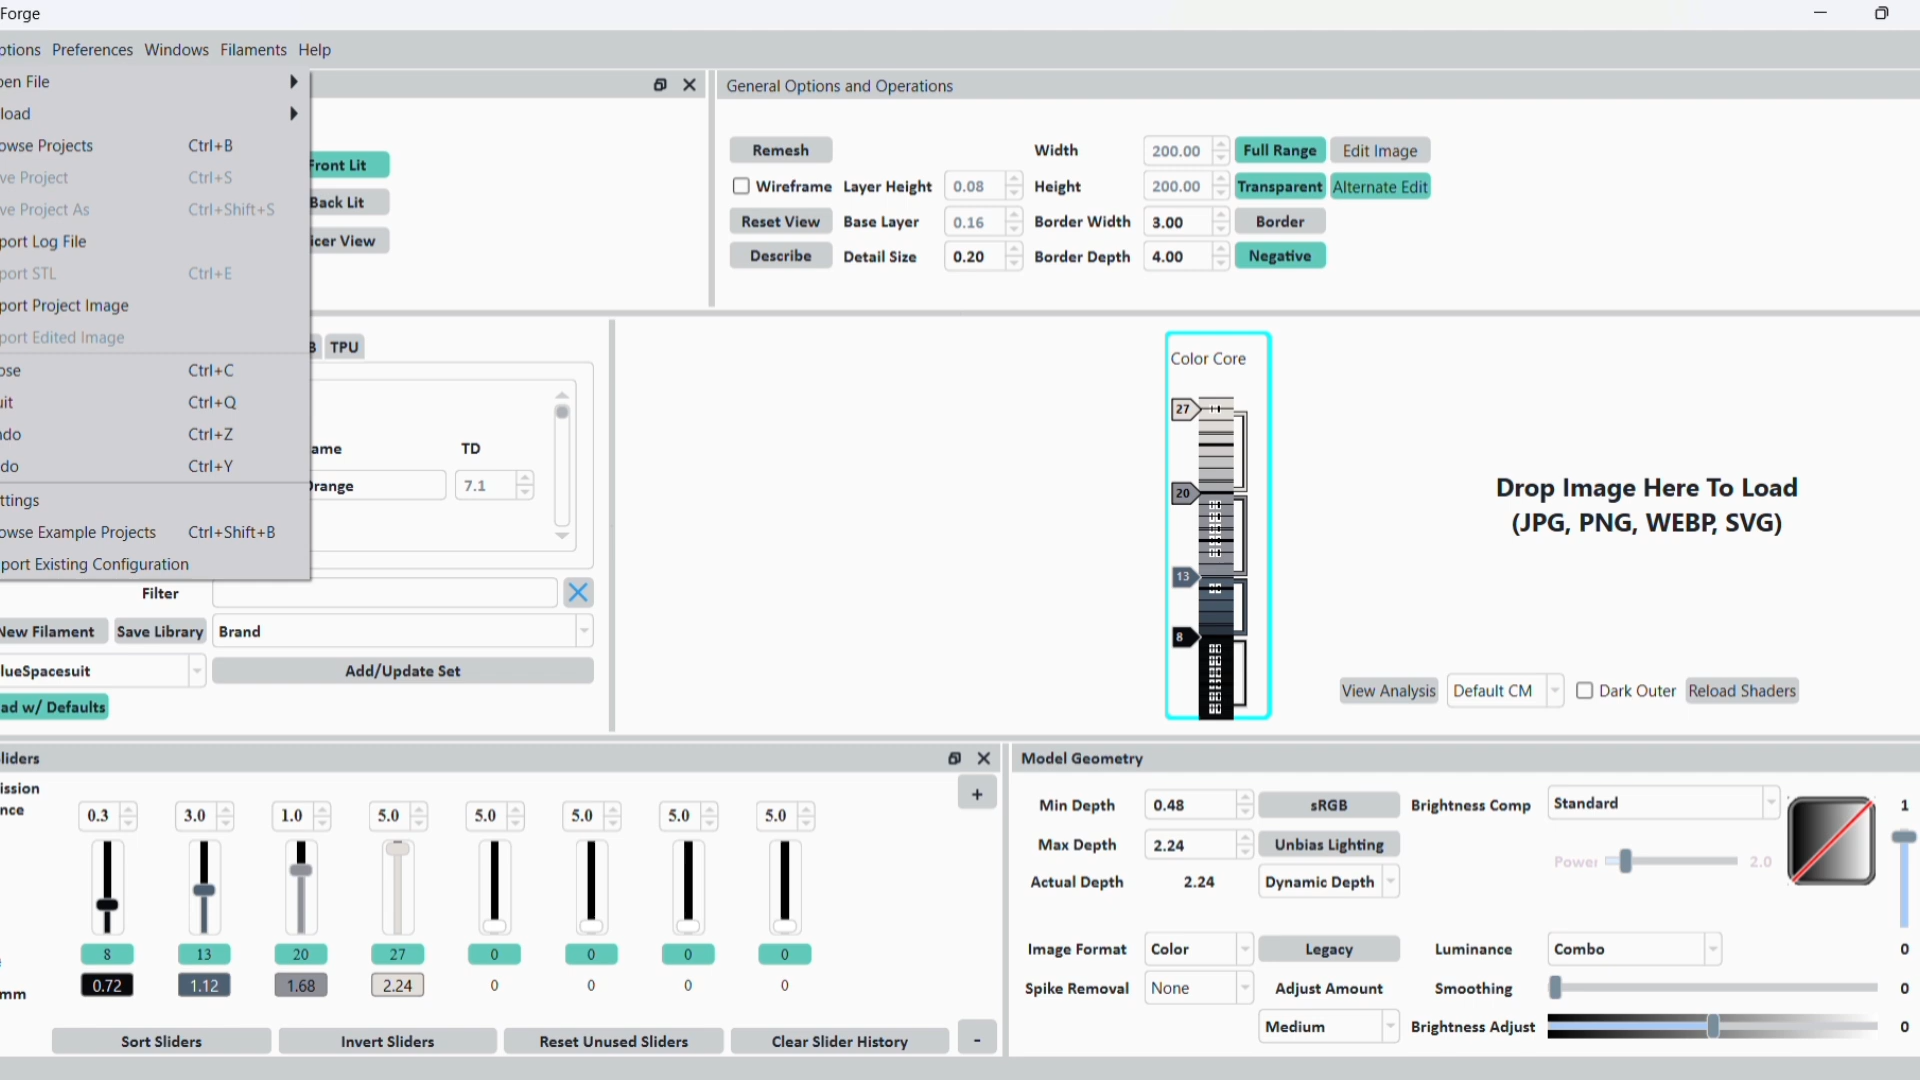 Forge
ptions Preferences Windows Filaments Help
pen File
load
owse Projects Ctrl+B
ve Project Ctrl+S
ve Project As Ctrl+Shift+S
port Log File
port STL Ctrl+E
port Project Image
port Edited Image
ose Ctrl+C
uit Ctrl+Q
ndo Ctrl+Z
do Ctrl+Y
ttings
owse Example Projects Ctrl+Shift+B
port Existing Configuration
Front Lit
Back Lit
icer View
General Options and Operations
Remesh Width 200.00 Full Range Edit Image
Wireframe Layer Height 0.08 Height 200.00 Transparent Alternate Edit
Reset View Base Layer 0.16 Border Width 3.00 Border
Describe Detail Size 0.20 Border Depth 4.00 Negative
B TPU
ame TD
Orange 7.1
Filter
New Filament Save Library Brand
lueSpacesuit Add/Update Set
ad w/ Defaults
Color Core
27
20
13
8
Drop Image Here To Load
(JPG, PNG, WEBP, SVG)
View Analysis Default CM Dark Outer Reload Shaders
liders
ission
nce
+
0.3 3.0 1.0 5.0 5.0 5.0 5.0 5.0
8 13 20 27 0 0 0 0
mm 0.72 1.12 1.68 2.24 0 0 0 0
Sort Sliders Invert Sliders Reset Unused Sliders Clear Slider History -
Model Geometry
Min Depth 0.48 sRGB Brightness Comp Standard 1
Max Depth 2.24 Unbias Lighting Power 2.0
Actual Depth 2.24 Dynamic Depth
Image Format Color Legacy Luminance Combo 0
Spike Removal None Adjust Amount Smoothing 0
Medium Brightness Adjust 0